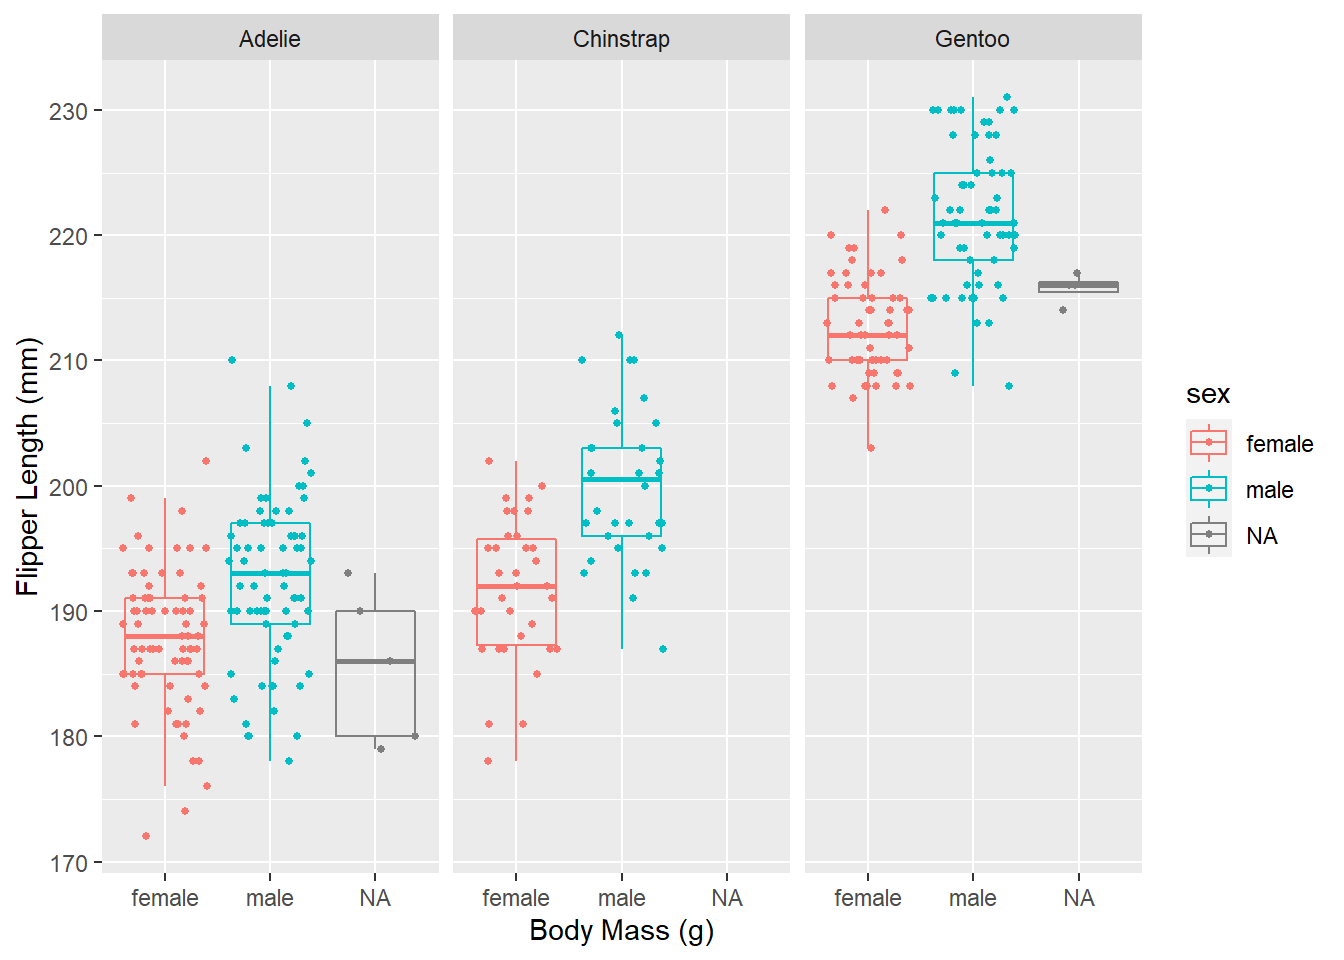 Adelie Chinstrap Gentoo
230
220
210
200
190
180
170
Flipper Length (mm)
female male NA female male NA female male NA
Body Mass (g)
sex
female
male
NA